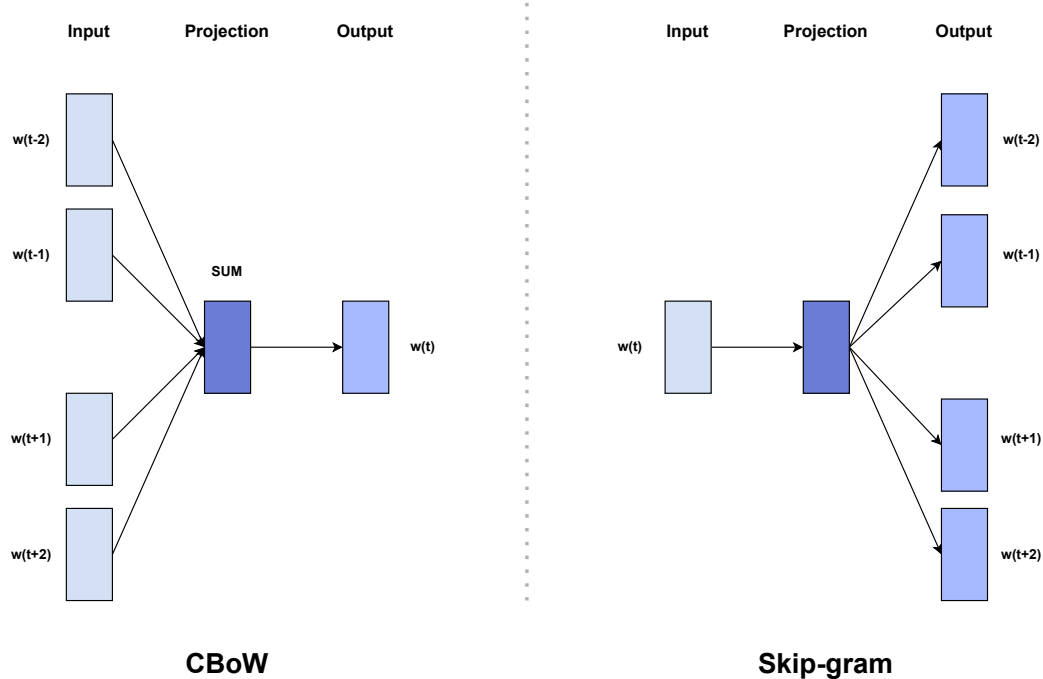 Input Projection Output
w(t-2)
w(t-1)
SUM
w(t)
w(t+1)
w(t+2)
CBoW
Input Projection Output
w(t-2)
w(t-1)
w(t)
w(t+1)
w(t+2)
Skip-gram